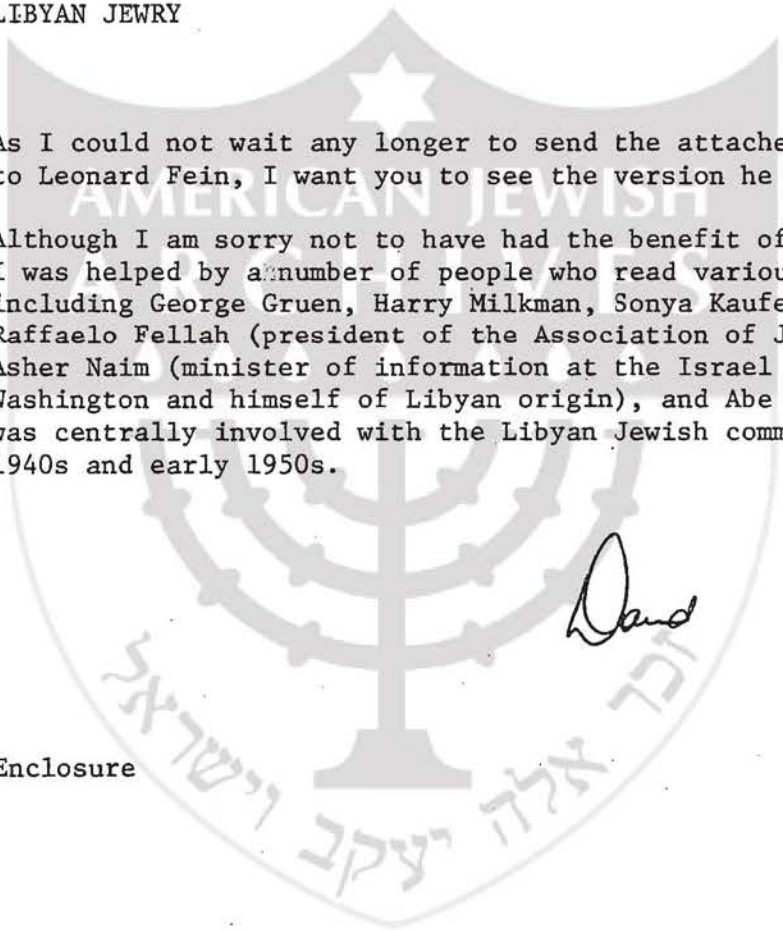 LIBYAN JEWRY
As I could not wait any longer to send the attache
to Leonard Fein, I want you to see the version he
AMERICAN JEWISH
Although I am sorry not to have had the benefit of
ARCHIVES
I was helped by a number of people who read variou
including George Gruen, Harry Milkman, Sonya Kaufe
Raffaelo Fellah (president of the Association of J
Asher Naim (minister of information at the Israel
Washington and himself of Libyan origin), and Abe
was centrally involved with the Libyan Jewish comm
1940s and early 1950s.
David
Enclosure
זכר אלה יעקב וישראל